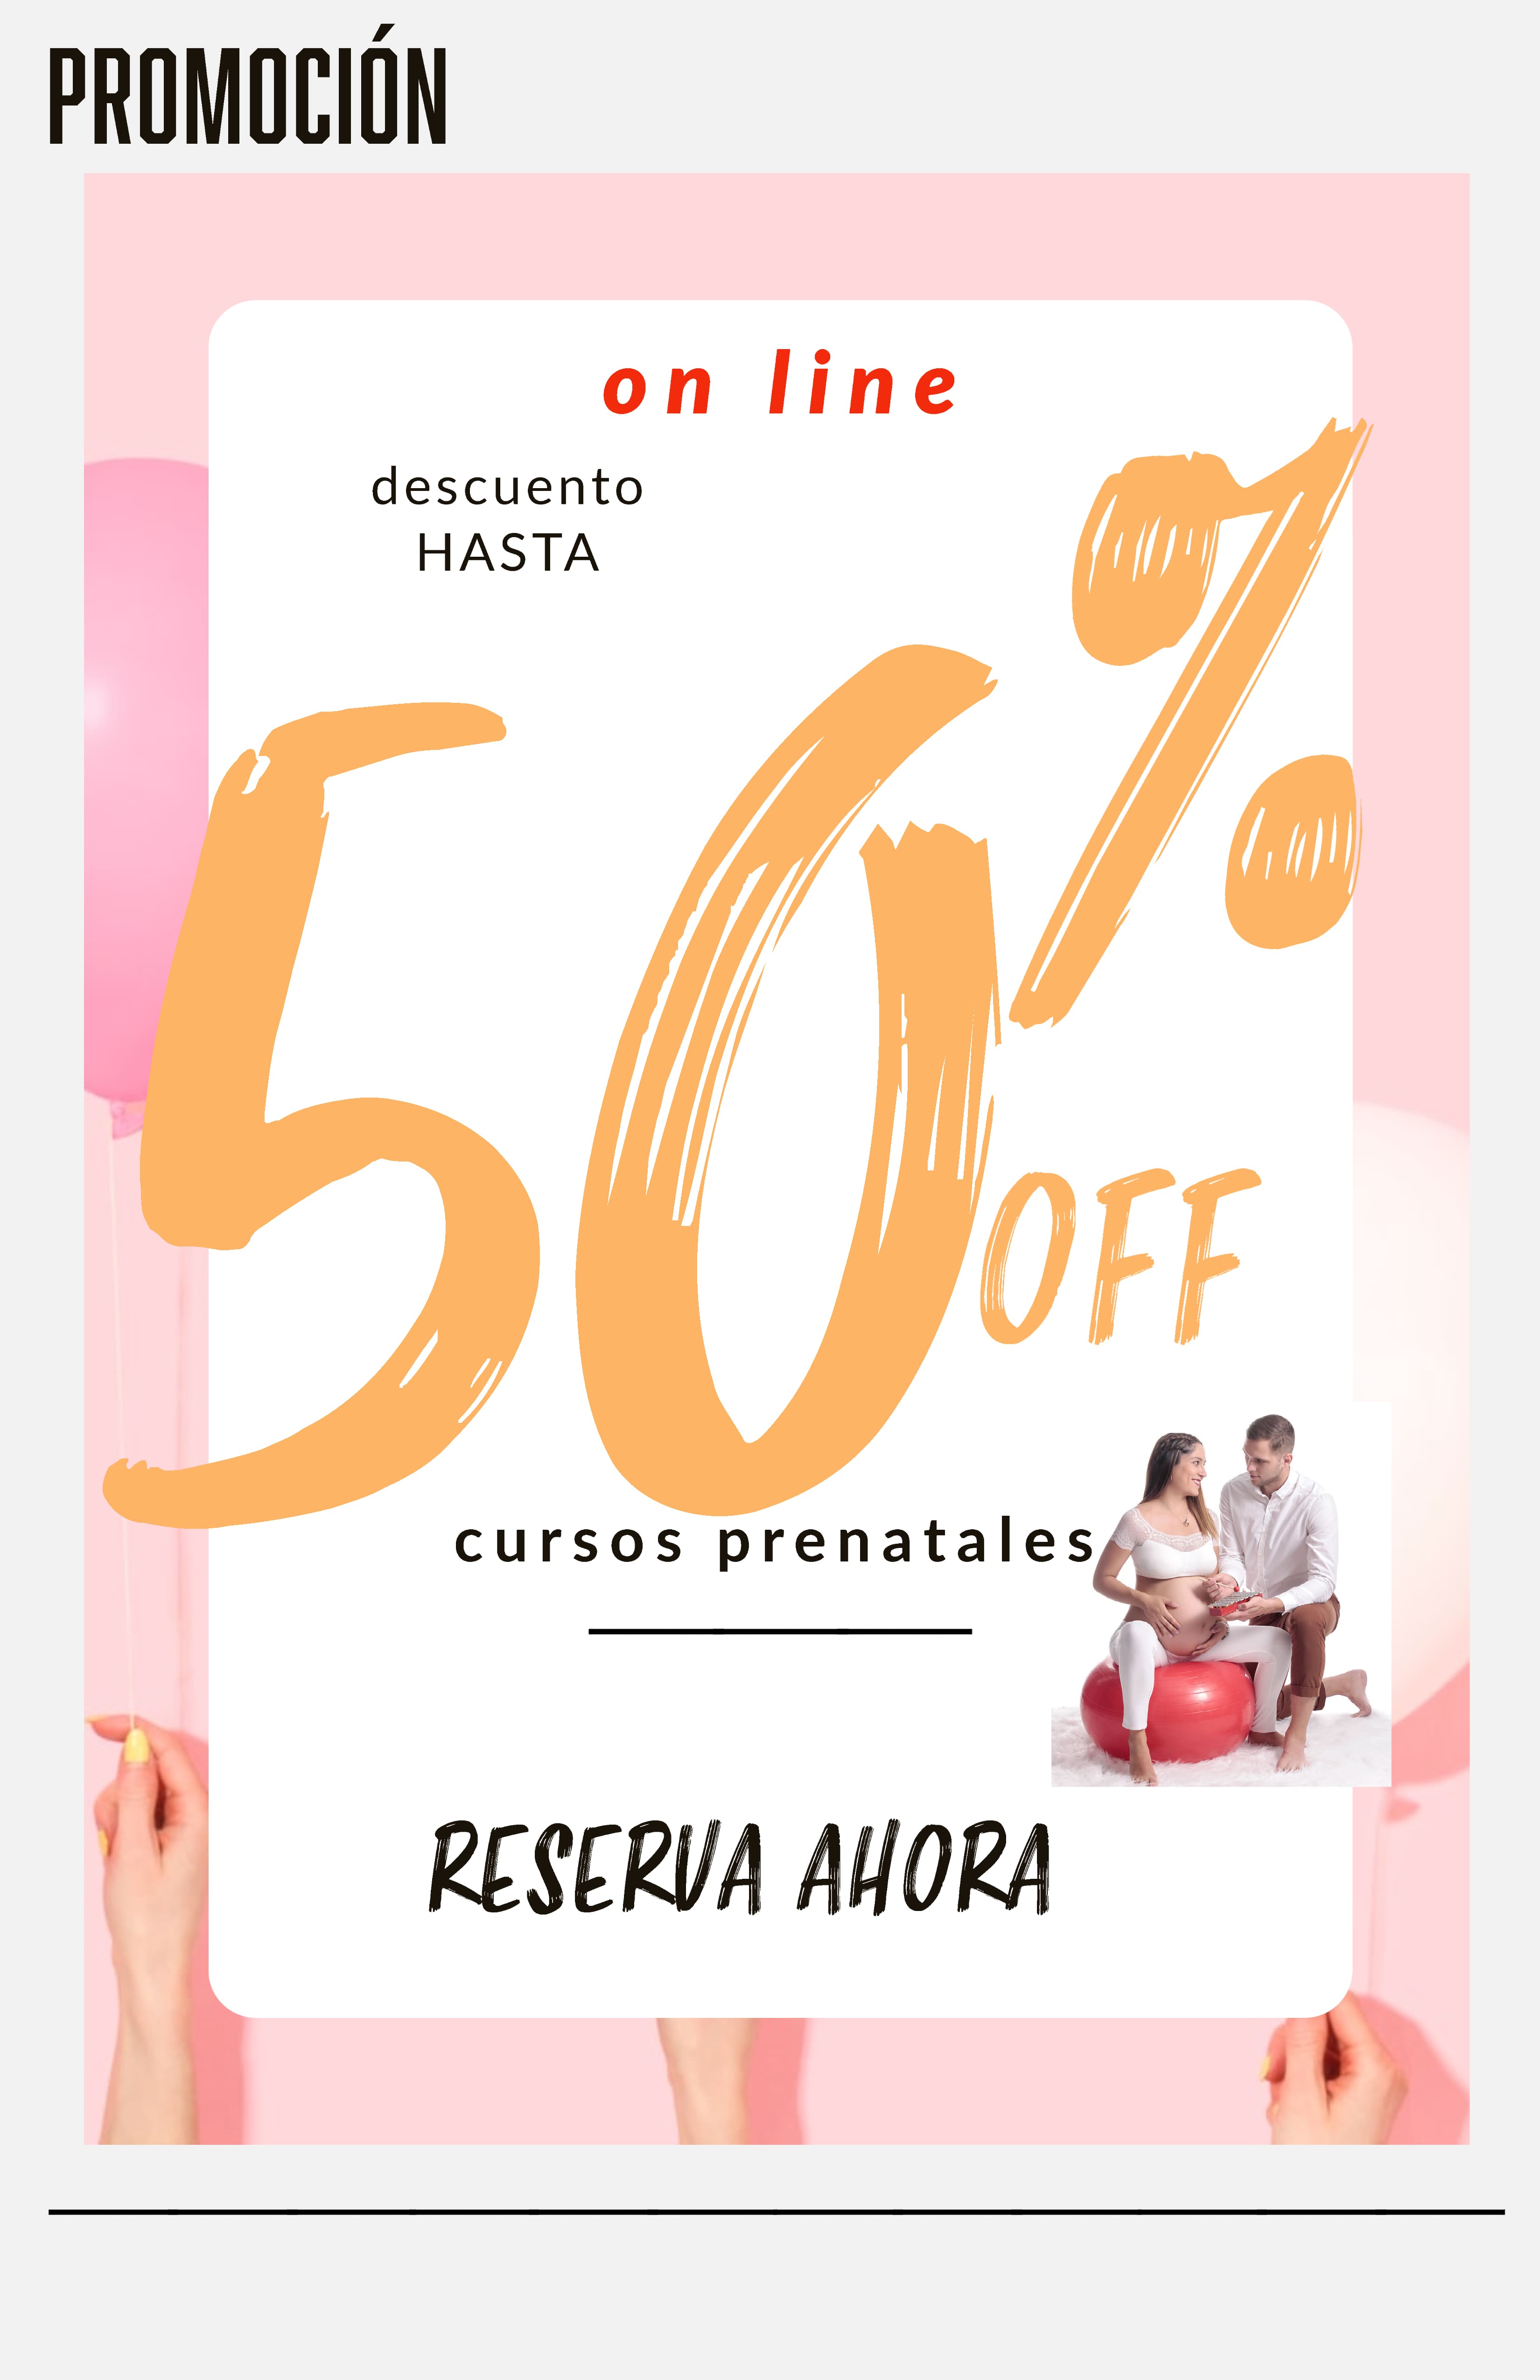 PROMOCIÓN
on line
descuento
HASTA
50%
OFF
cursos prenatales
RESERVA AHORA